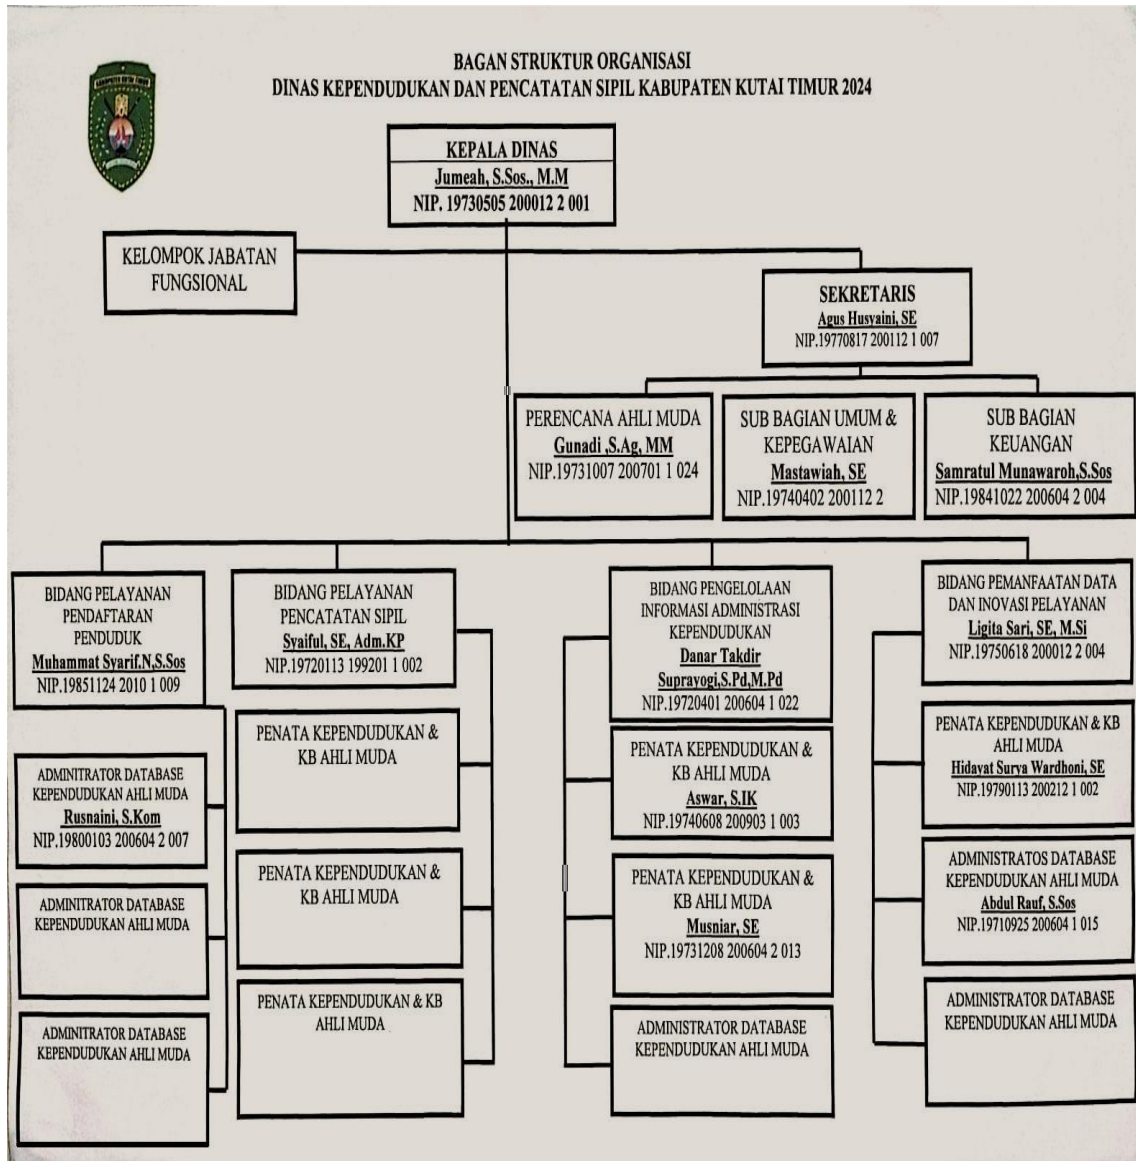 BAGAN STRUKTUR ORGANISASI
DINAS KEPENDUDUKAN DAN PENCATATAN SIPIL KABUPATEN KUTAI TIMUR 2024
KABUPATEN KUTAI TIMUR
KEPALA DINAS
Jumeah, S.Sos., M.M
NIP. 19730505 200012 2 001
KELOMPOK JABATAN
FUNGSIONAL
SEKRETARIS
Agus Husyaini, SE
NIP.19770817 200112 1 007
PERENCANA AHLI MUDA
Gunadi ,S.Ag, MM
NIP.19731007 200701 1 024
SUB BAGIAN UMUM &
KEPEGAWAIAN
Mastawiah, SE
NIP.19740402 200112 2
SUB BAGIAN
KEUANGAN
Samratul Munawaroh,S.Sos
NIP.19841022 200604 2 004
BIDANG PELAYANAN
PENDAFTARAN
PENDUDUK
Muhammat Syarif.N,S.Sos
NIP.19851124 2010 1 009
ADMINITRATOR DATABASE
KEPENDUDUKAN AHLI MUDA
Rusnaini, S.Kom
NIP.19800103 200604 2 007
ADMINITRATOR DATABASE
KEPENDUDUKAN AHLI MUDA
ADMINITRATOR DATABASE
KEPENDUDUKAN AHLI MUDA
BIDANG PELAYANAN
PENCATATAN SIPIL
Syaiful, SE, Adm.KP
NIP.19720113 199201 1 002
PENATA KEPENDUDUKAN &
KB AHLI MUDA
PENATA KEPENDUDUKAN &
KB AHLI MUDA
PENATA KEPENDUDUKAN & KB
AHLI MUDA
BIDANG PENGELOLAAN
INFORMASI ADMINISTRASI
KEPENDUDUKAN
Danar Takdir
Suprayogi,S.Pd,M.Pd
NIP.19720401 200604 1 022
PENATA KEPENDUDUKAN &
KB AHLI MUDA
Aswar, S.IK
NIP.19740608 200903 1 003
PENATA KEPENDUDUKAN &
KB AHLI MUDA
Musniar, SE
NIP.19731208 200604 2 013
ADMINISTRATOR DATABASE
KEPENDUDUKAN AHLI MUDA
BIDANG PEMANFAATAN DATA
DAN INOVASI PELAYANAN
Ligita Sari, SE, M.Si
NIP.19750618 200012 2 004
PENATA KEPENDUDUKAN & KB
AHLI MUDA
Hidayat Surya Wardhoni, SE
NIP.19790113 200212 1 002
ADMINISTRATOS DATABASE
KEPENDUDUKAN AHLI MUDA
Abdul Rauf, S.Sos
NIP.19710925 200604 1 015
ADMINISTRATOR DATABASE
KEPENDUDUKAN AHLI MUDA